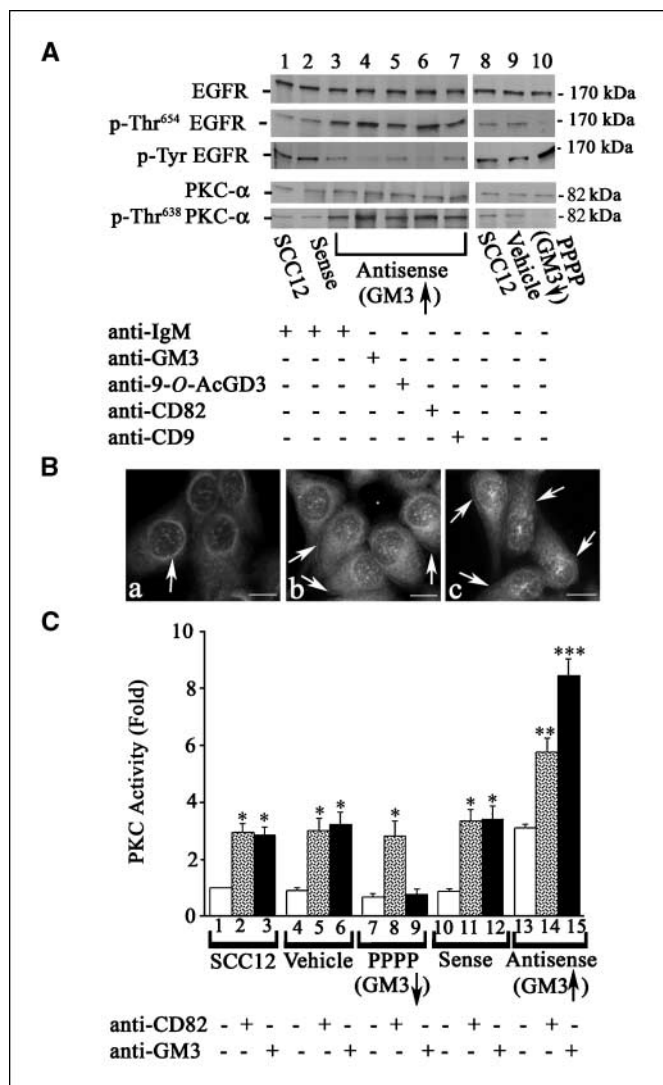 A
1 2 3 4 5 6 7 8 9 10
EGFR - 170 kDa
p-Thr654 EGFR - 170 kDa
p-Tyr EGFR - 170 kDa
PKC-α - 82 kDa
p-Thr638 PKC-α - 82 kDa
SCC12 Sense Antisense (GM3↑) SCC12 Vehicle PPPP (GM3↓)
anti-IgM + + + - - - - - - -
anti-GM3 - - - + - - - - - -
anti-9-O-AcGD3 - - - - + - - - - -
anti-CD82 - - - - - + - - - -
anti-CD9 - - - - - - + - - -
B
a b c
C
PKC Activity (Fold)
10
8
6
4
2
0
* * * * * * * ** ***
1 2 3 4 5 6 7 8 9 10 11 12 13 14 15
SCC12 Vehicle PPPP (GM3↓) Sense Antisense (GM3↑)
anti-CD82 - + - - + - - + - - + - - + -
anti-GM3 - - + - - + - - + - - + - - +